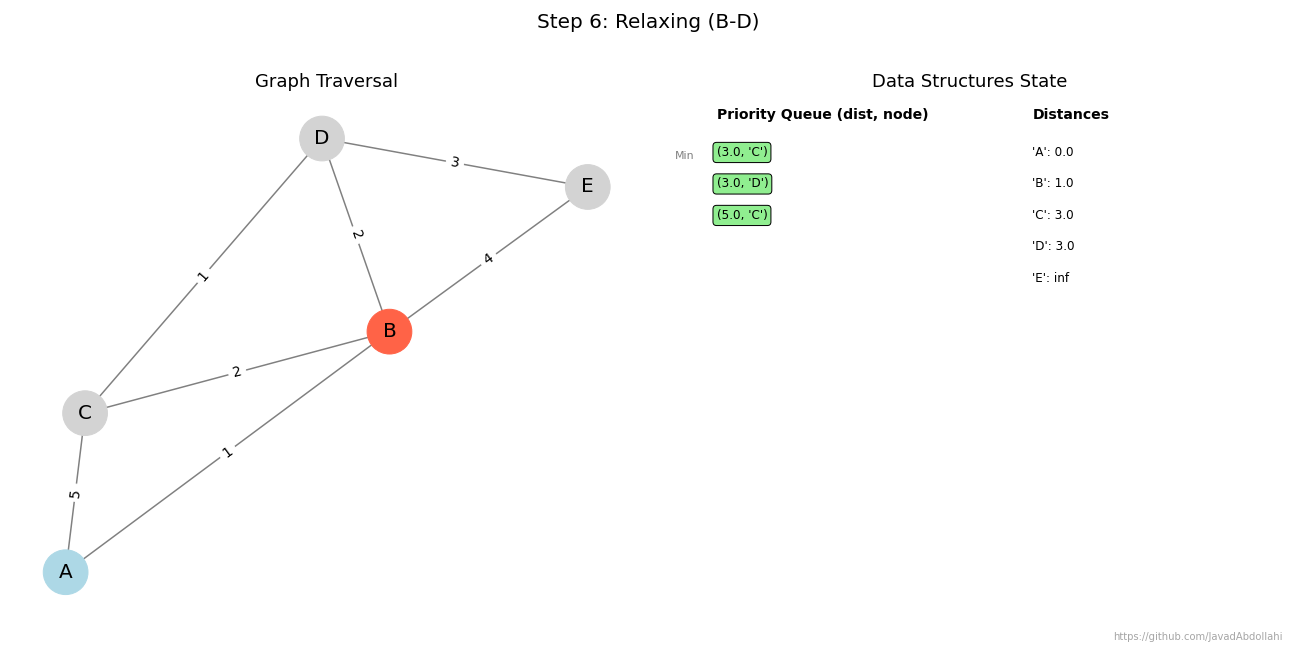 Step 6: Relaxing (B-D)
Graph Traversal
D
3
E
2
4
1
B
2
C
1
5
A
Data Structures State
Priority Queue (dist, node)
Min
(3.0, 'C')
(3.0, 'D')
(5.0, 'C')
Distances
'A': 0.0
'B': 1.0
'C': 3.0
'D': 3.0
'E': inf
https://github.com/JavadAbdollahi